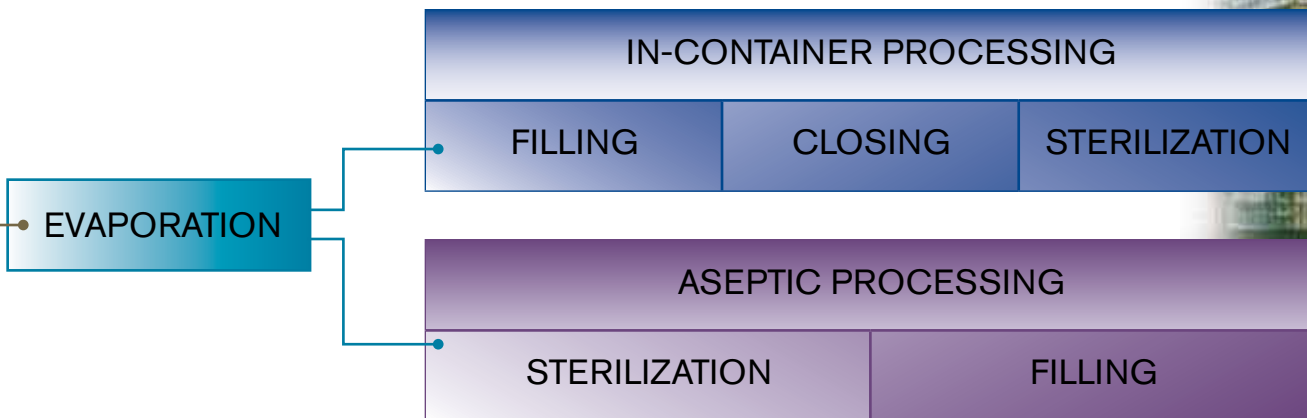 IN-CONTAINER PROCESSING
FILLING CLOSING STERILIZATION
EVAPORATION
ASEPTIC PROCESSING
STERILIZATION FILLING